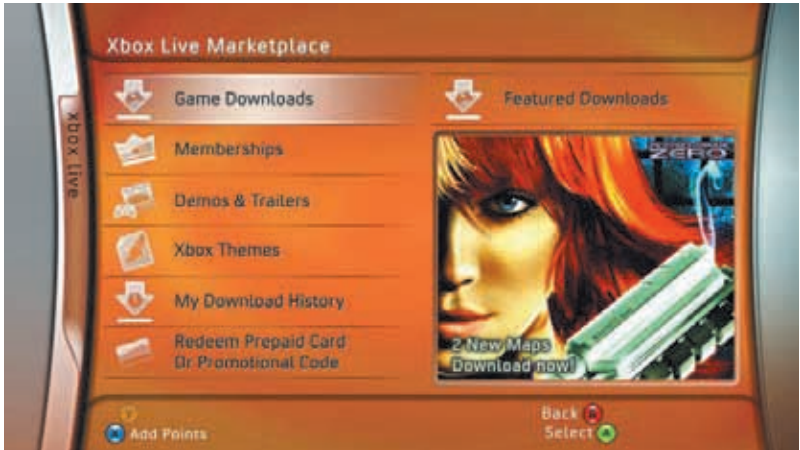 Xbox Live Marketplace
xbox live
Game Downloads
Memberships
Demos & Trailers
Xbox Themes
My Download History
Redeem Prepaid Card
Or Promotional Code
Featured Downloads
ZERO
2 New Maps
Download now!
Y
X Add Points
Back B
Select A